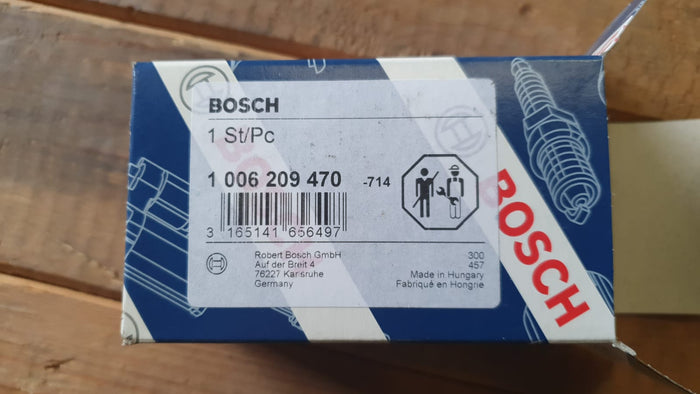 BOSCH
1 St/Pc
1 006 209 470 -714
3 165141 656497
Robert Bosch GmbH
Auf der Breit 4
76227 Karlsruhe
Germany
300
457
Made in Hungary
Fabriqué en Hongrie
BOSCH